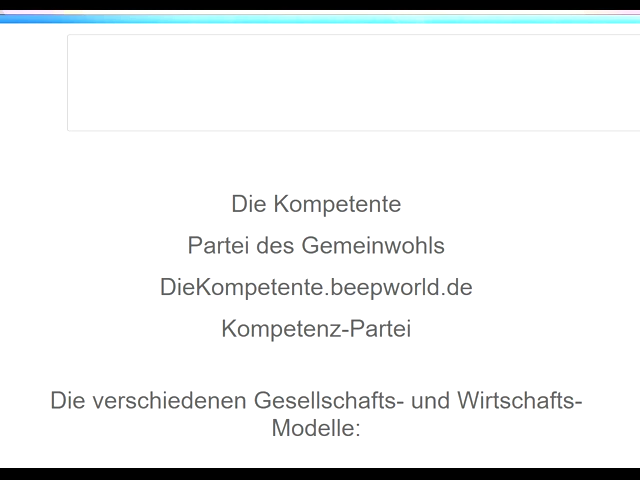 Die Kompetente
Partei des Gemeinwohls
DieKompetente.beepworld.de
Kompetenz-Partei
Die verschiedenen Gesellschafts- und Wirtschafts-
Modelle: